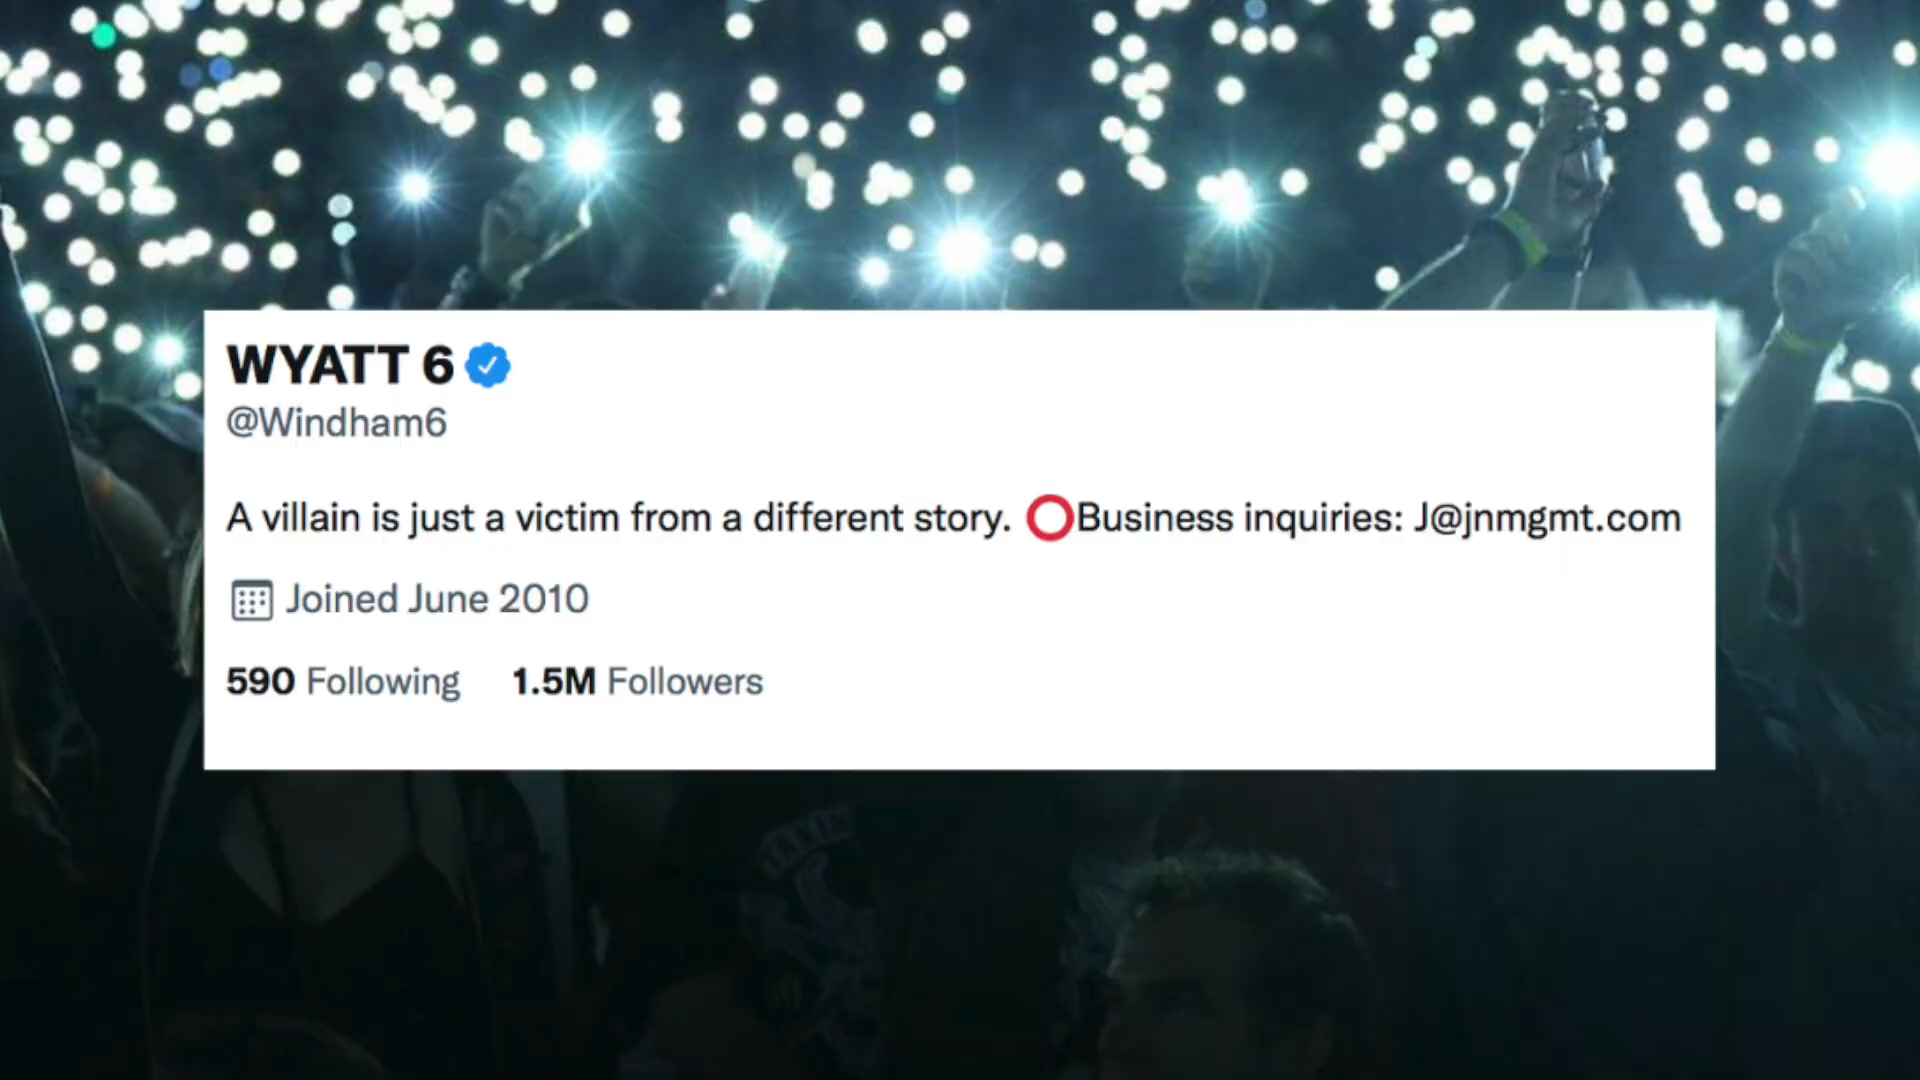 WYATT 6
@Windham6
A villain is just a victim from a different story. ⭕Business inquiries: J@jnmgmt.com
Joined June 2010
590 Following 1.5M Followers